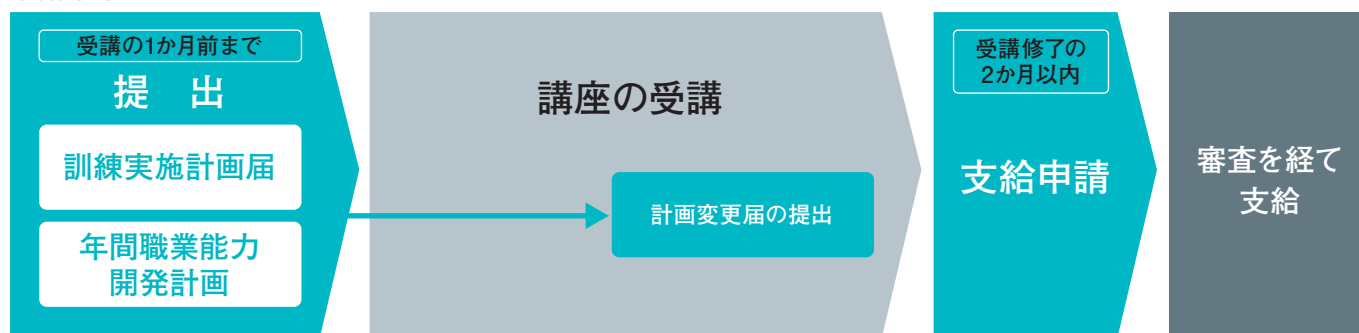 受講の1か月前まで
提 出
訓練実施計画届
年間職業能力
開発計画
講座の受講
計画変更届の提出
受講修了の
2か月以内
支給申請
審査を経て
支給